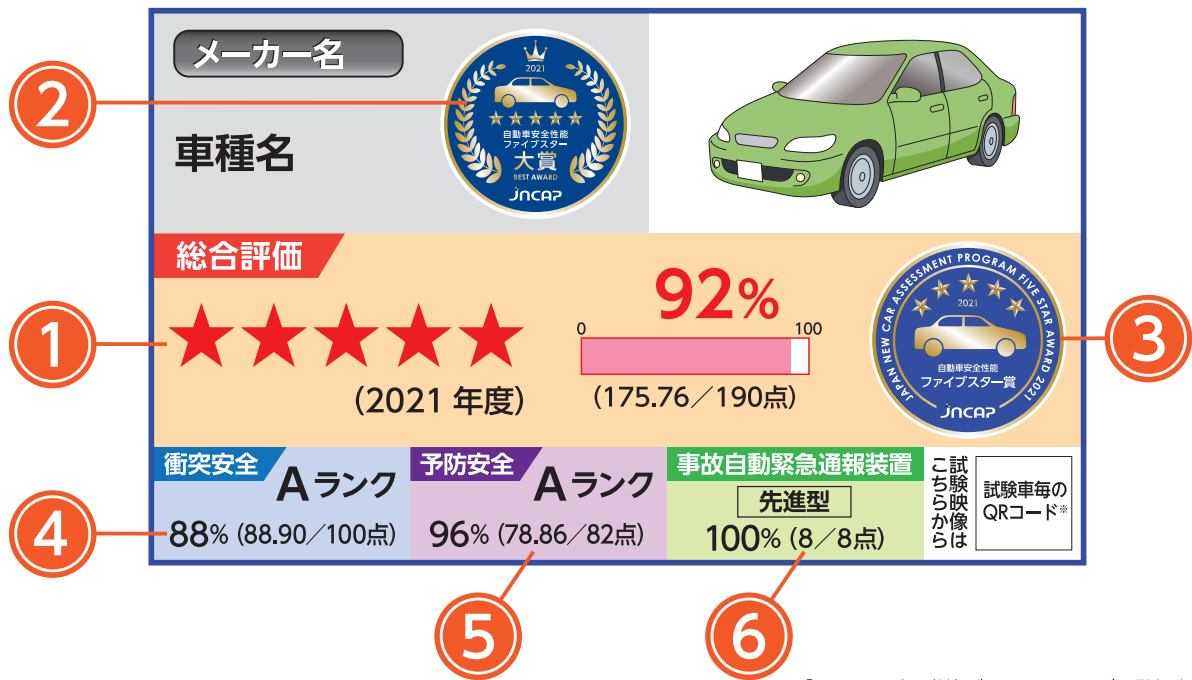 メーカー名
車種名
2021
自動車安全性能
ファイブスター
大賞
BEST AWARD
JNCAP
②
総合評価
①
(2021 年度)
92%
0 100
(175.76/190点)
JAPAN NEW CAR ASSESSMENT PROGRAM FIVE STAR AWARD 2021
2021
自動車安全性能
ファイブスター賞
JNCAP
③
衝突安全
Aランク
88% (88.90/100点)
④
予防安全
Aランク
96% (78.86/82点)
⑤
事故自動緊急通報装置
先進型
100% (8/8点)
⑥
試験映像は
こちらから
試験車毎の
QRコード※